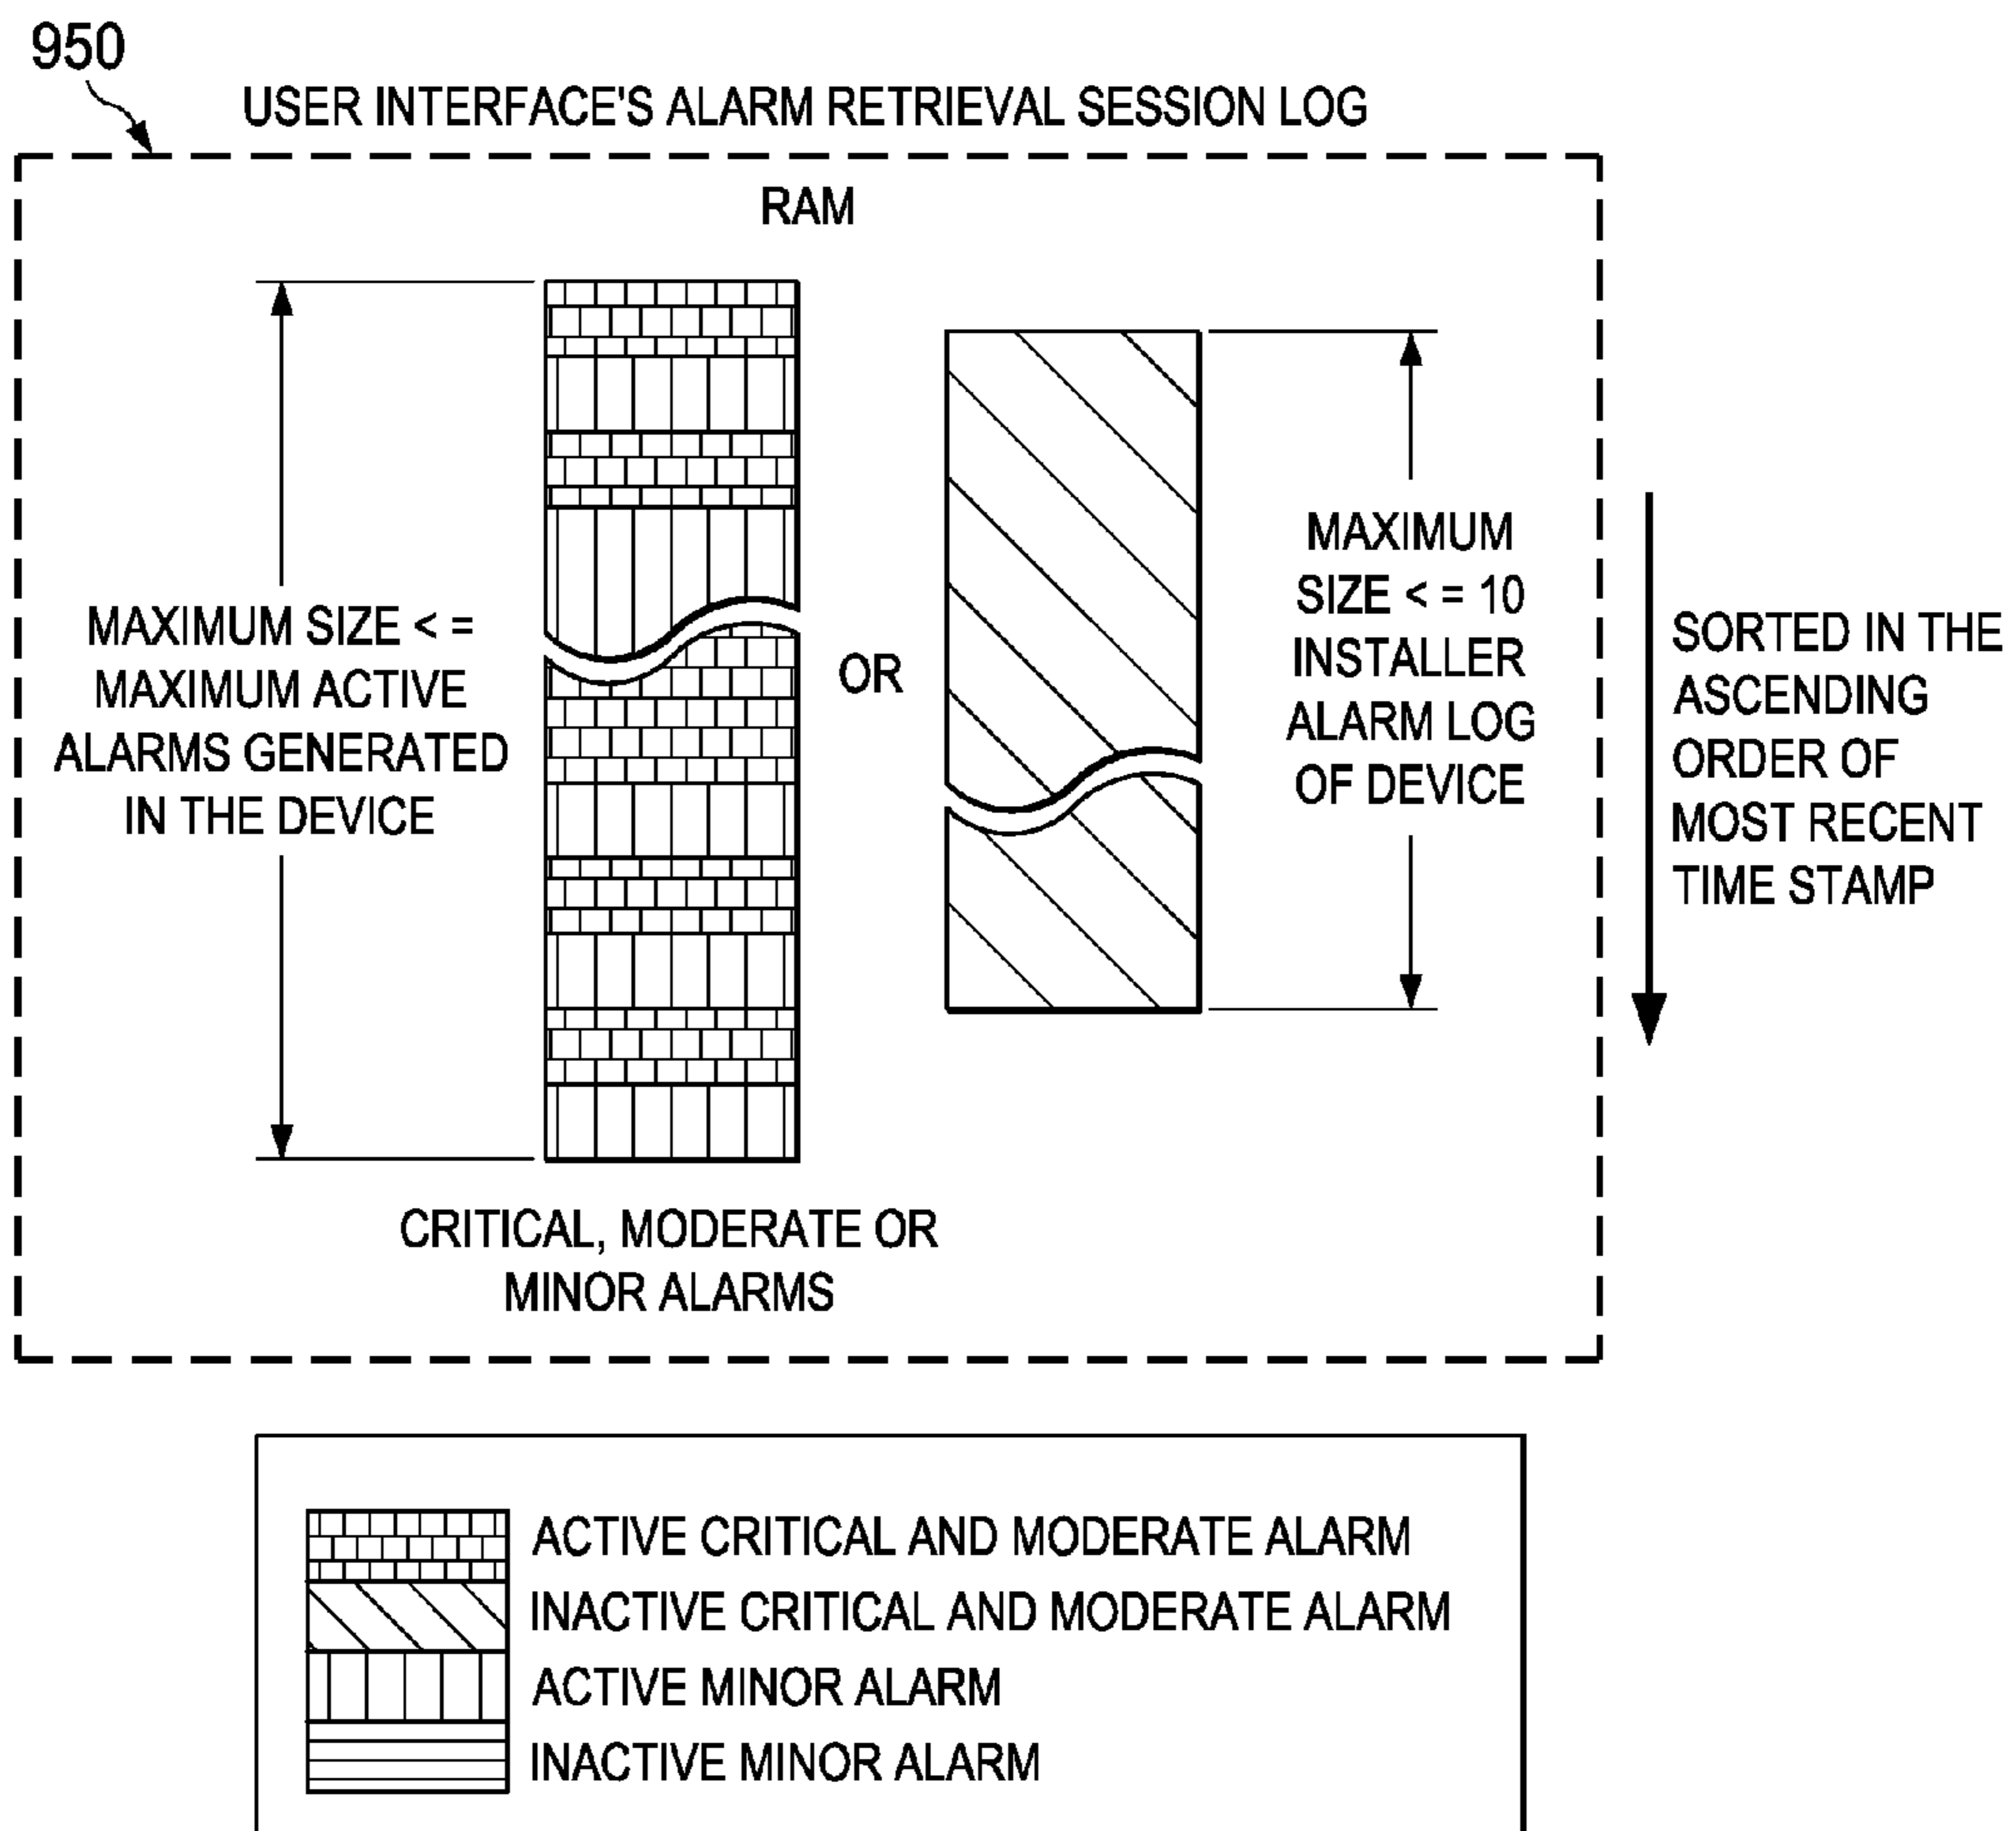 950
USER INTERFACE'S ALARM RETRIEVAL SESSION LOG
RAM
MAXIMUM SIZE < =
MAXIMUM ACTIVE
ALARMS GENERATED
IN THE DEVICE
OR
MAXIMUM
SIZE < = 10
INSTALLER
ALARM LOG
OF DEVICE
SORTED IN THE
ASCENDING
ORDER OF
MOST RECENT
TIME STAMP
CRITICAL, MODERATE OR
MINOR ALARMS
ACTIVE CRITICAL AND MODERATE ALARM
INACTIVE CRITICAL AND MODERATE ALARM
ACTIVE MINOR ALARM
INACTIVE MINOR ALARM